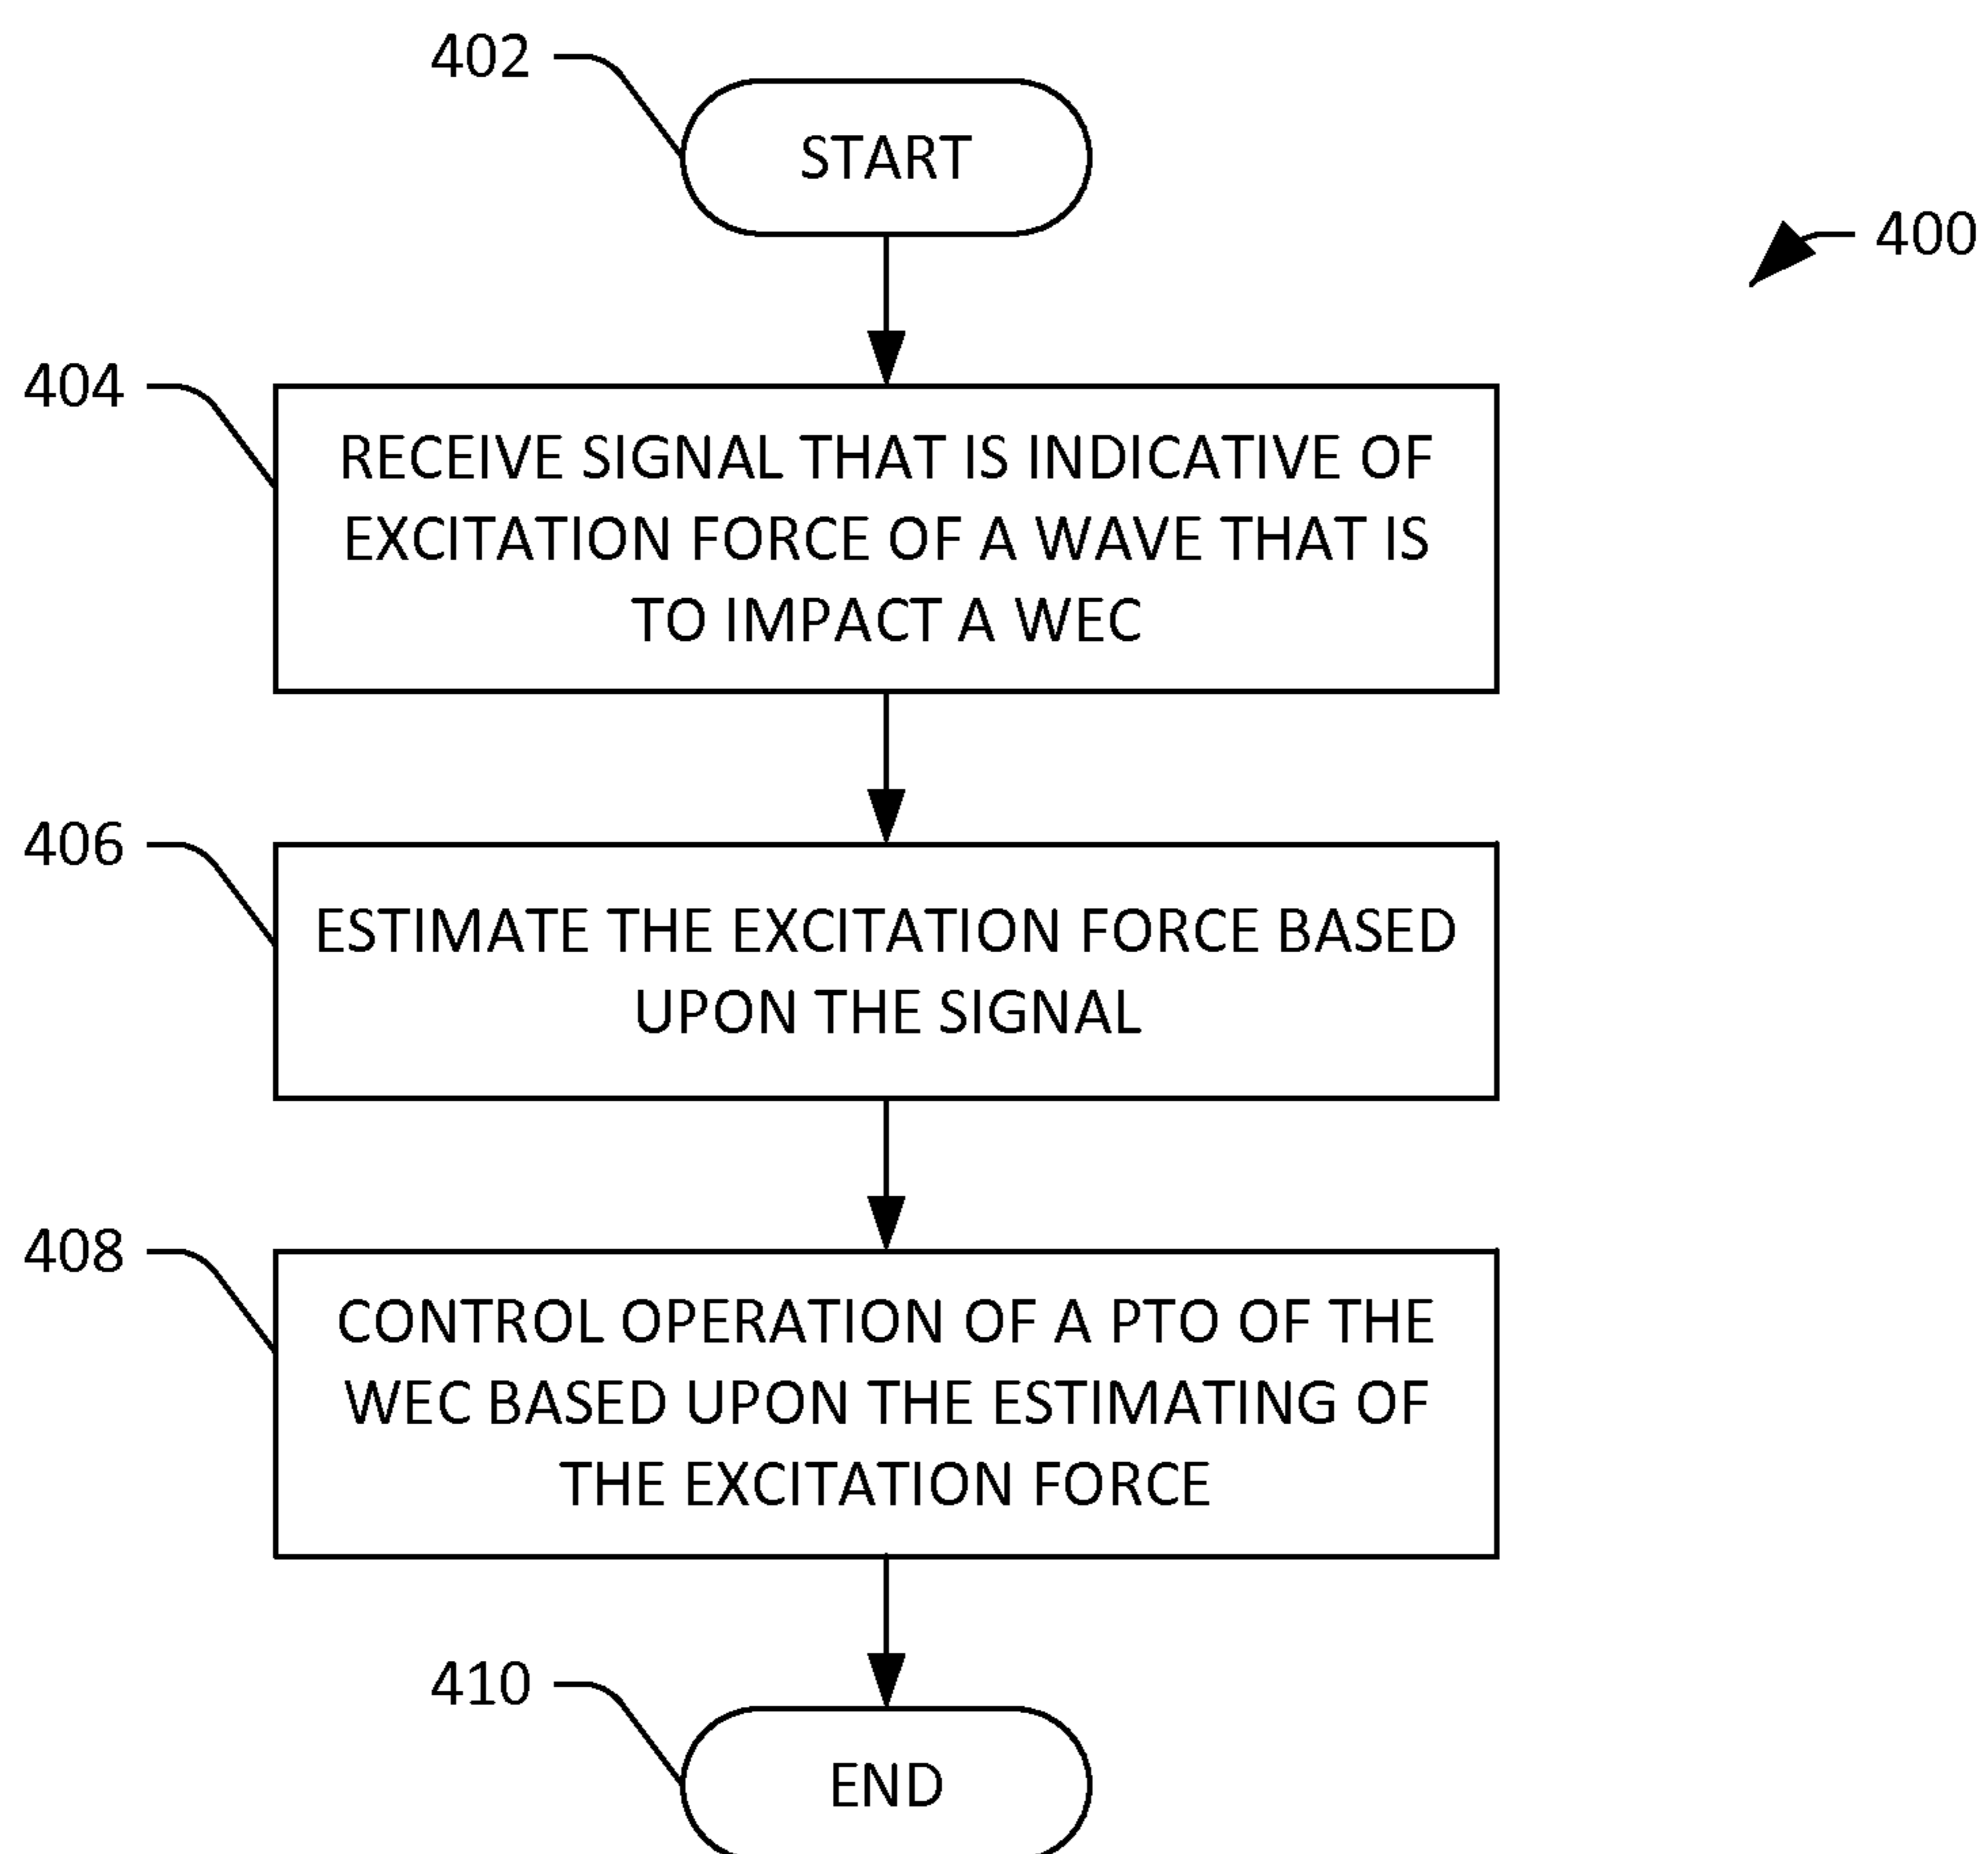 402
START
400
404
RECEIVE SIGNAL THAT IS INDICATIVE OF
EXCITATION FORCE OF A WAVE THAT IS
TO IMPACT A WEC
406
ESTIMATE THE EXCITATION FORCE BASED
UPON THE SIGNAL
408
CONTROL OPERATION OF A PTO OF THE
WEC BASED UPON THE ESTIMATING OF
THE EXCITATION FORCE
410
END